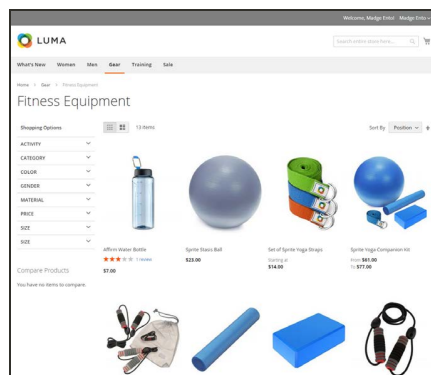 Welcome, Madge Ento! Madge Ento
LUMA
Search entire store here...
What's New Women Men Gear Training Sale
Home > Gear > Fitness Equipment
Fitness Equipment
Shopping Options
13 items
Sort By Position
ACTIVITY
CATEGORY
COLOR
GENDER
MATERIAL
PRICE
SIZE
SIZE
Affirm Water Bottle
1 review
$7.00
Sprite Stasis Ball
$23.00
Set of Sprite Yoga Straps
Starting at
$14.00
Sprite Yoga Companion Kit
From $61.00
To $77.00
Compare Products
You have no items to compare.